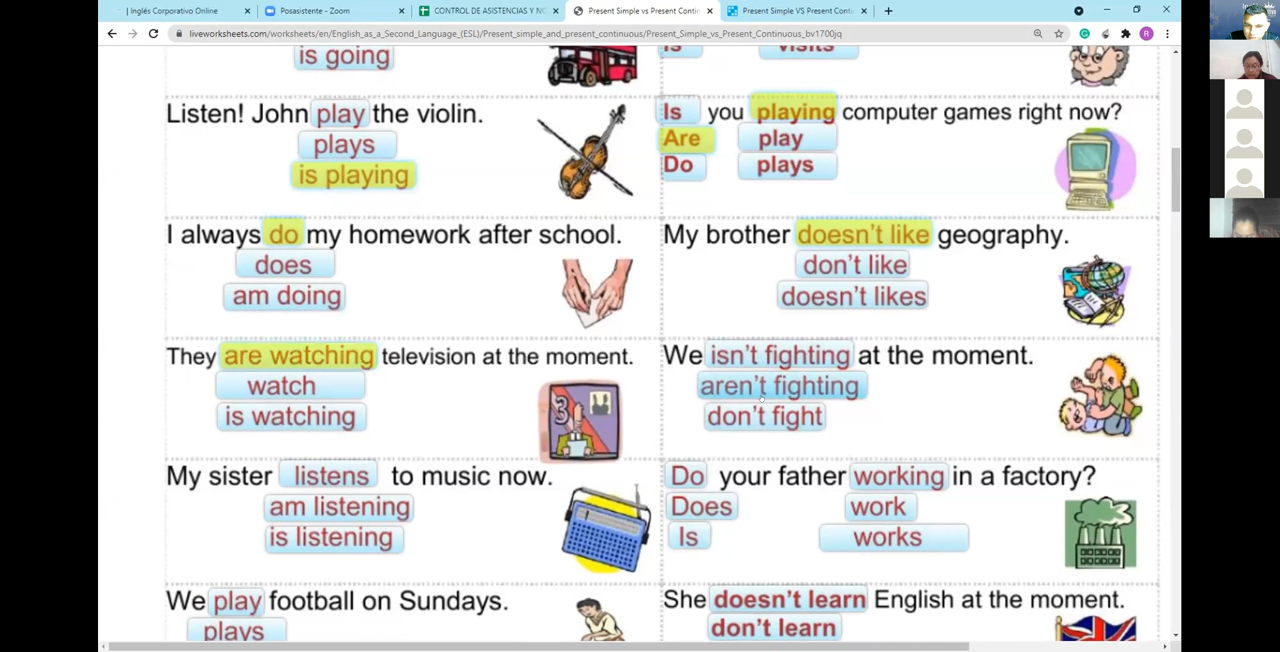 Inglés Corporativo Online
Posasistente - Zoom
CONTROL DE ASISTENCIAS Y NO
Present Simple vs Present Contin
Present Simple VS Present Conti
liveworksheets.com/worksheets/en/English_as_a_Second_Language_(ESL)/Present_simple_and_present_continuous/Present_Simple_vs_Present_Continuous_bv1700jq
is going
Is visits
Listen! John play the violin.
plays
is playing
Is you playing computer games right now?
Are play
Do plays
I always do my homework after school.
does
am doing
My brother doesn't like geography.
don't like
doesn't likes
They are watching television at the moment.
watch
is watching
3
We isn't fighting at the moment.
aren't fighting
don't fight
My sister listens to music now.
am listening
is listening
Do your father working in a factory?
Does work
Is works
We play football on Sundays.
plays
She doesn't learn English at the moment.
don't learn